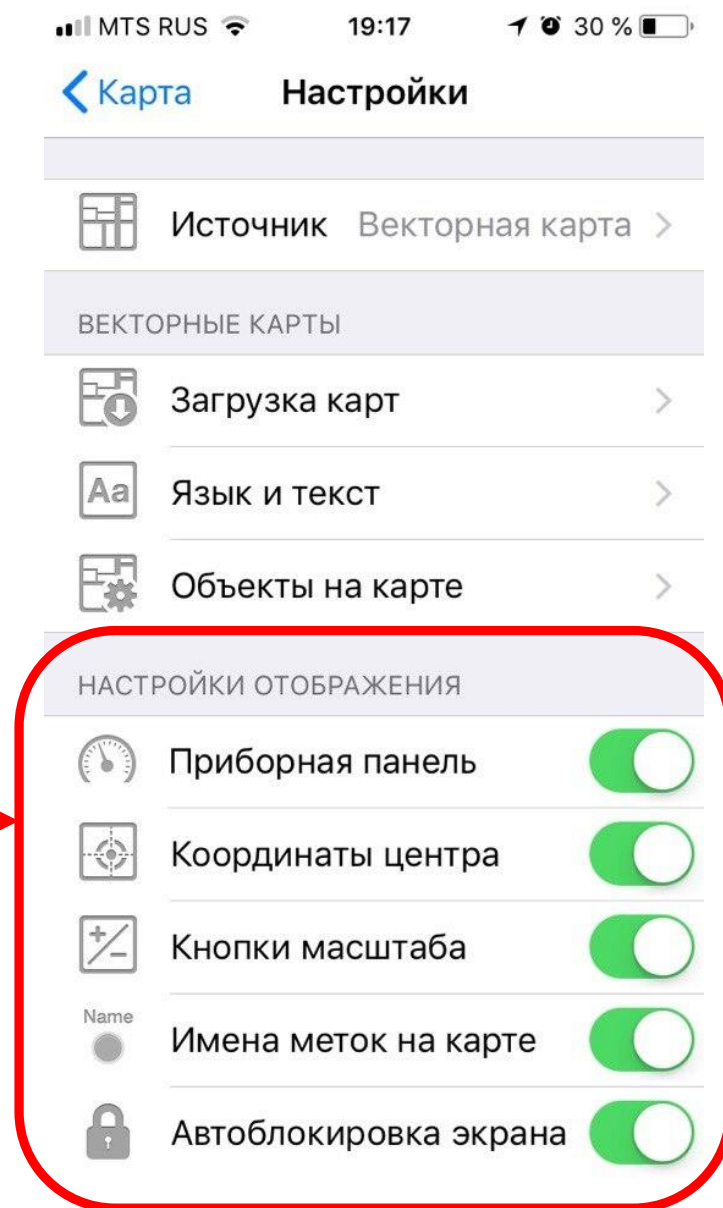 MTS RUS 19:17 30 %
Карта Настройки
Источник Векторная карта
ВЕКТОРНЫЕ КАРТЫ
Загрузка карт
Aa Язык и текст
Объекты на карте
НАСТРОЙКИ ОТОБРАЖЕНИЯ
Приборная панель
Координаты центра
Кнопки масштаба
Name
Имена меток на карте
Автоблокировка экрана